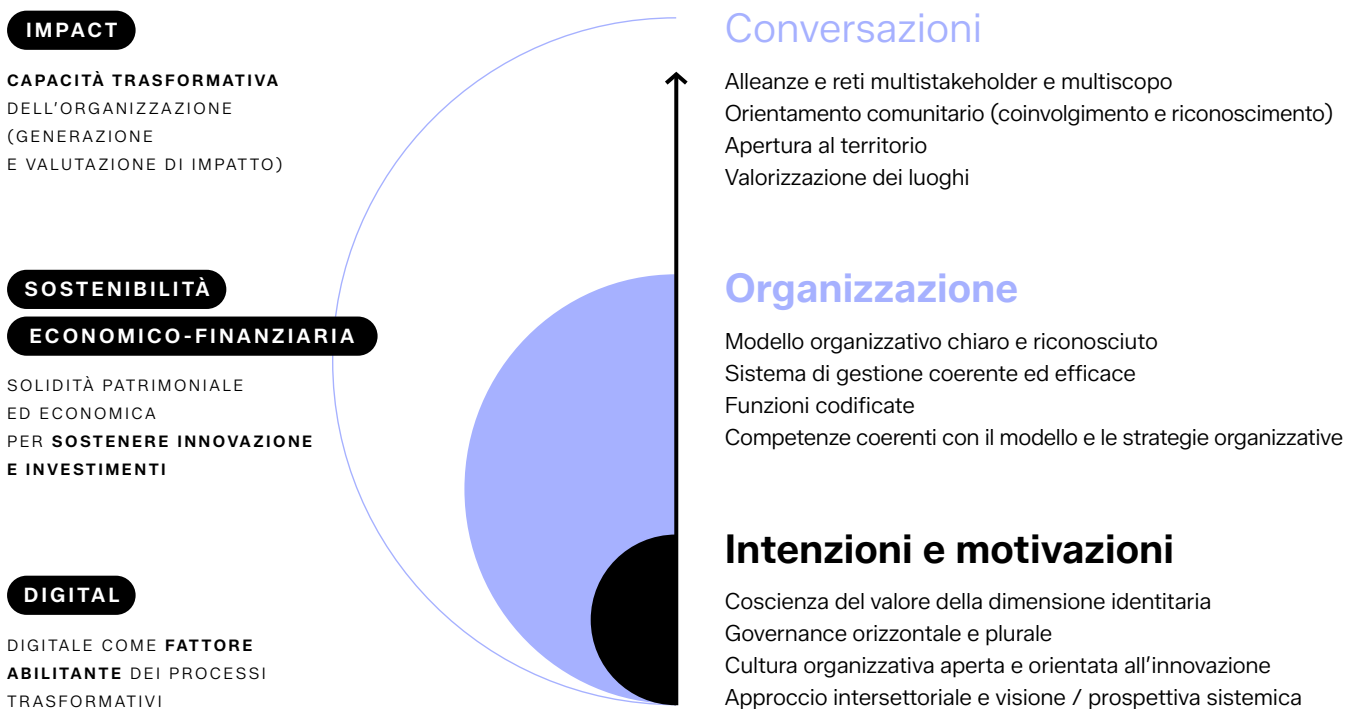 IMPACT
CAPACITÀ TRASFORMATIVA
DELL'ORGANIZZAZIONE
(GENERAZIONE
E VALUTAZIONE DI IMPATTO)
SOSTENIBILITÀ
ECONOMICO-FINANZIARIA
SOLIDITÀ PATRIMONIALE
ED ECONOMICA
PER SOSTENERE INNOVAZIONE
E INVESTIMENTI
DIGITAL
DIGITALE COME FATTORE
ABILITANTE DEI PROCESSI
TRASFORMATIVI
Conversazioni
Alleanze e reti multistakeholder e multiscopo
Orientamento comunitario (coinvolgimento e riconoscimento)
Apertura al territorio
Valorizzazione dei luoghi
Organizzazione
Modello organizzativo chiaro e riconosciuto
Sistema di gestione coerente ed efficace
Funzioni codificate
Competenze coerenti con il modello e le strategie organizzative
Intenzioni e motivazioni
Coscienza del valore della dimensione identitaria
Governance orizzontale e plurale
Cultura organizzativa aperta e orientata all'innovazione
Approccio intersettoriale e visione / prospettiva sistemica